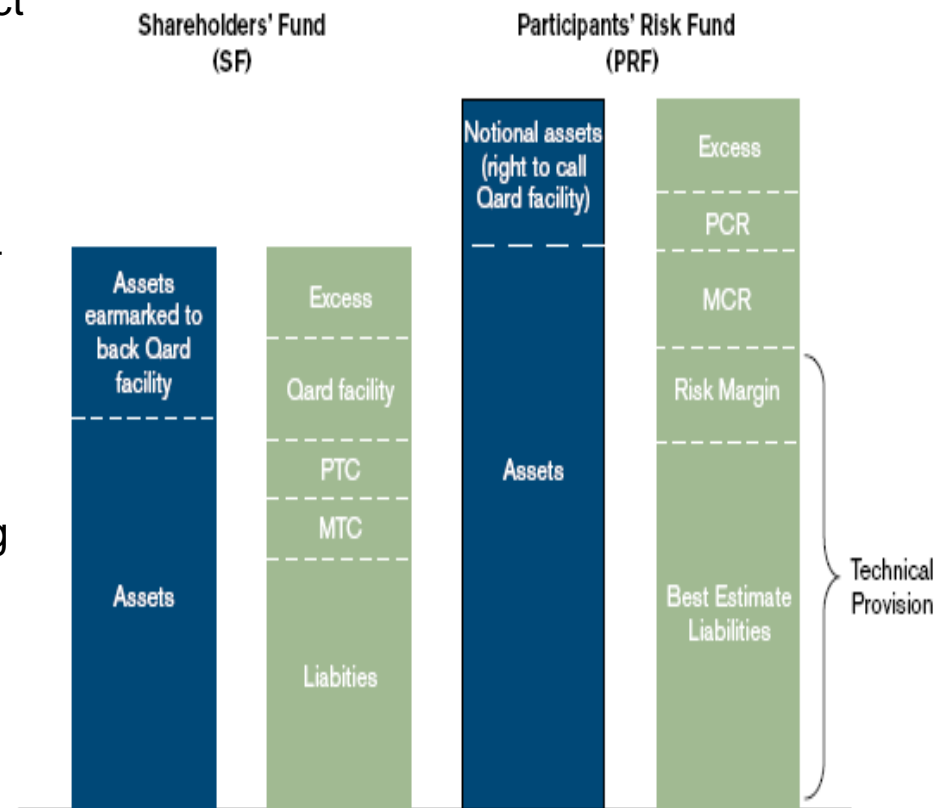 ct
Shareholders' Fund
(SF)
Participants' Risk Fund
(PRF)
Notional assets
(right to call
Qard facility)
Excess
PCR
MCR
Risk Margin
Assets
Best Estimate
Liabilities
Technical
Provision
Assets
earmarked to
back Qard
facility
Excess
Qard facility
PTC
MTC
Assets
Liabities
g